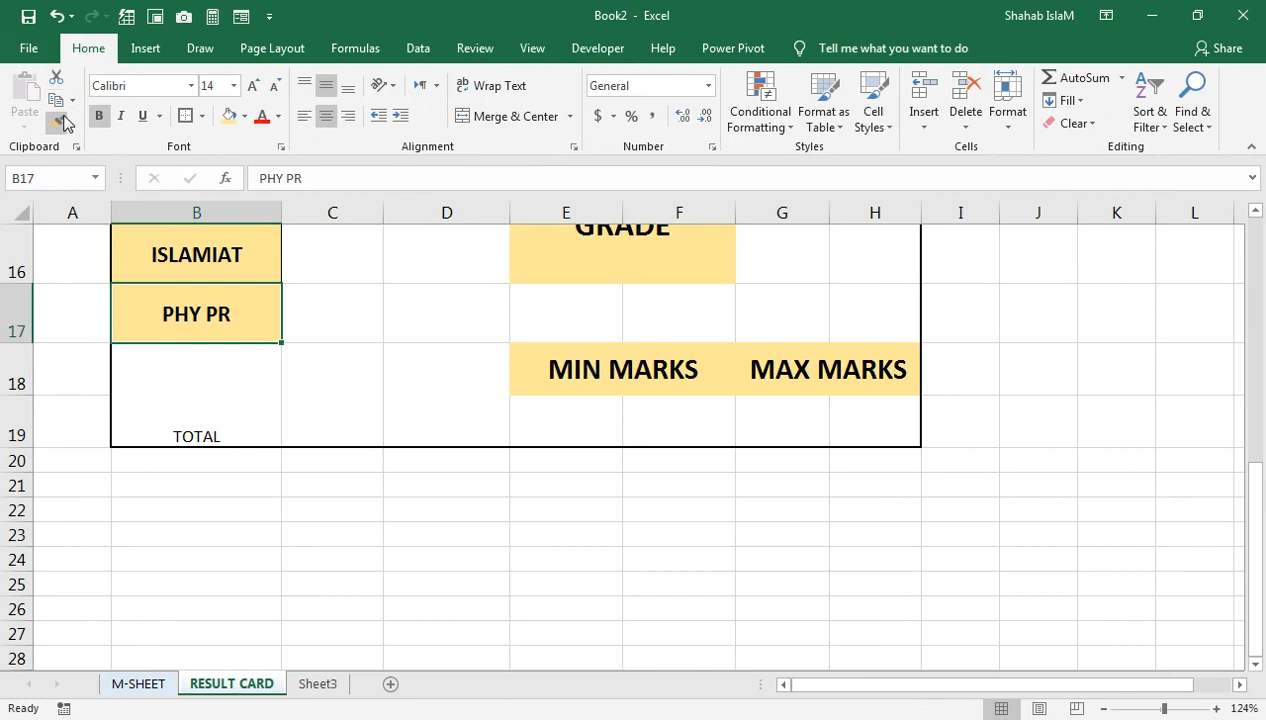 Book2 - Excel
Shahab IslaM
File Home Insert Draw Page Layout Formulas Data Review View Developer Help Power Pivot Tell me what you want to do Share
Paste
Calibri 14
Wrap Text
General
Conditional Formatting
Format as Table
Cell Styles
Insert
Delete
Format
AutoSum
Fill
Clear
Sort & Filter
Find & Select
B I U
Merge & Center
$ % ,
Clipboard Font Alignment Number Styles Cells Editing
B17 fx PHY PR
A B C D E F G H I J K L
GRADE
16 ISLAMIAT
17 PHY PR
18 MIN MARKS MAX MARKS
19 TOTAL
20
21
22
23
24
25
26
27
28
M-SHEET RESULT CARD Sheet3
Ready 124%